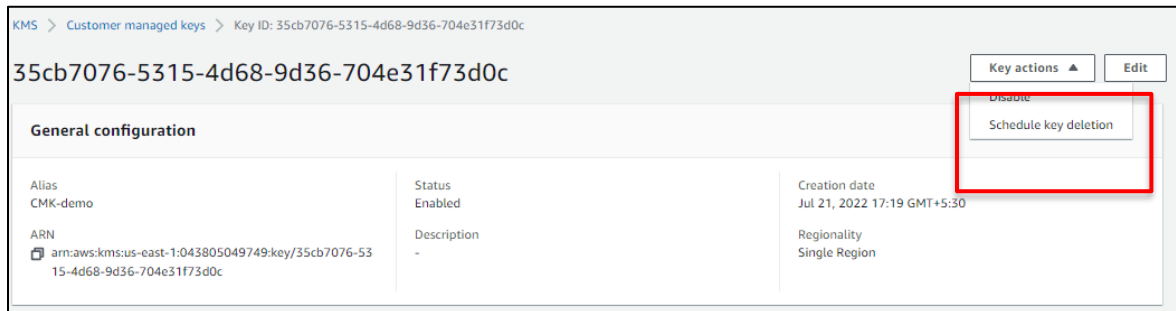 KMS > Customer managed keys > Key ID: 35cb7076-5315-4d68-9d36-704e31f73d0c
35cb7076-5315-4d68-9d36-704e31f73d0c
Key actions ▲ Edit
Disable
Schedule key deletion
General configuration
Alias
CMK-demo
ARN
arn:aws:kms:us-east-1:043805049749:key/35cb7076-53
15-4d68-9d36-704e31f73d0c
Status
Enabled
Description
-
Creation date
Jul 21, 2022 17:19 GMT+5:30
Regionality
Single Region